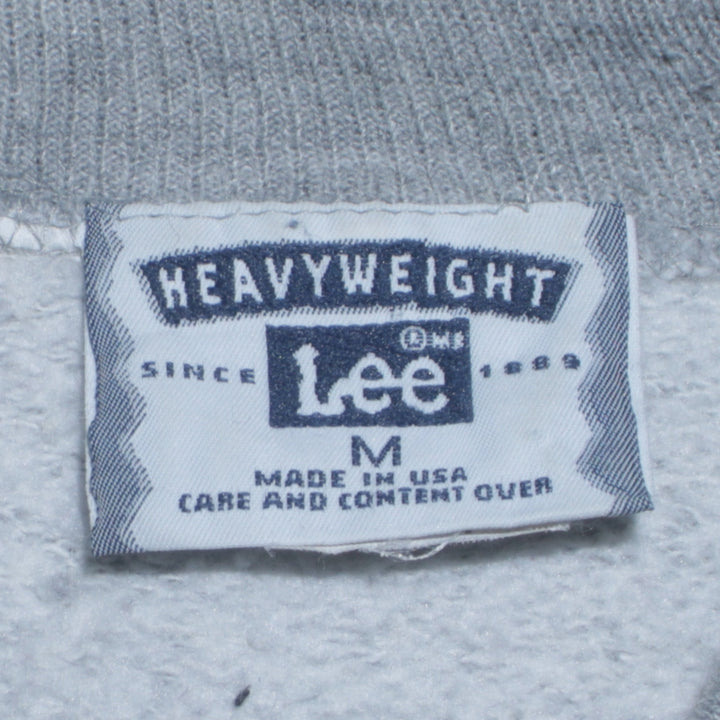 HEAVYWEIGHT
® M.R.
Lee
SINCE 1889
M
MADE IN USA
CARE AND CONTENT OVER